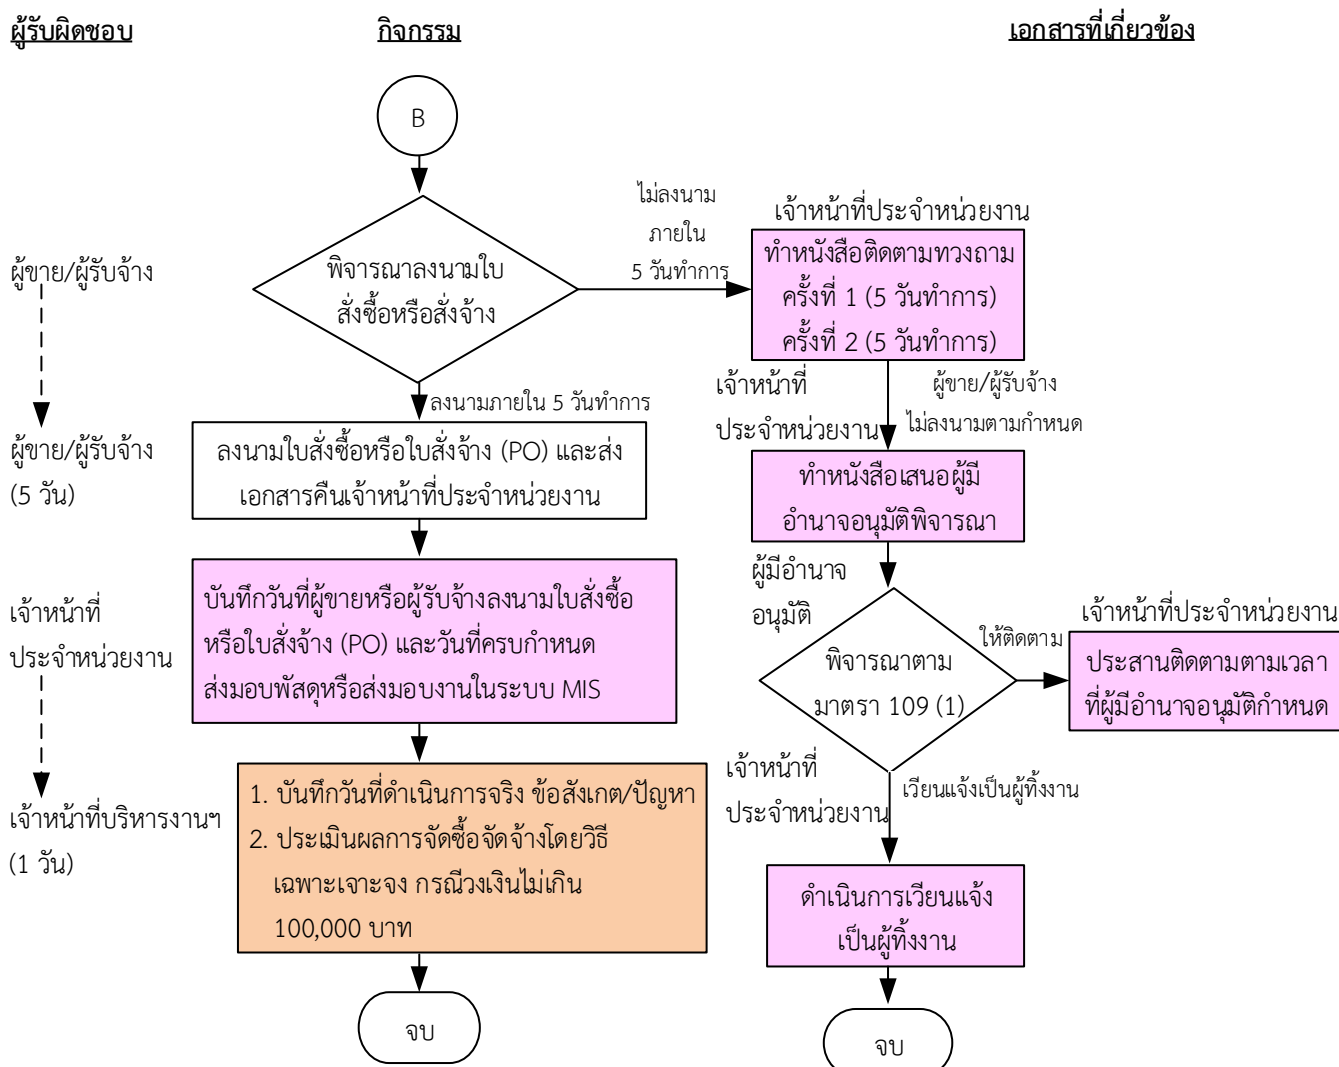 ผู้รับผิดชอบ
กิจกรรม
เอกสารที่เกี่ยวข้อง
B
ไม่ลงนาม
ภายใน
5 วันทำการ
เจ้าหน้าที่ประจำหน่วยงาน
ทำหนังสือติดตามทวงถาม
ครั้งที่ 1 (5 วันทำการ)
ครั้งที่ 2 (5 วันทำการ)
ผู้ขาย/ผู้รับจ้าง
พิจารณาลงนามใบ
สั่งซื้อหรือสั่งจ้าง
ลงนามภายใน 5 วันทำการ
เจ้าหน้าที่
ประจำหน่วยงาน
ผู้ขาย/ผู้รับจ้าง
ไม่ลงนามตามกำหนด
ผู้ขาย/ผู้รับจ้าง
(5 วัน)
ลงนามใบสั่งซื้อหรือใบสั่งจ้าง (PO) และส่ง
เอกสารคืนเจ้าหน้าที่ประจำหน่วยงาน
ทำหนังสือเสนอผู้มี
อำนาจอนุมัติพิจารณา
ผู้มีอำนาจ
อนุมัติ
เจ้าหน้าที่
ประจำหน่วยงาน
บันทึกวันที่ผู้ขายหรือผู้รับจ้างลงนามใบสั่งซื้อ
หรือใบสั่งจ้าง (PO) และวันที่ครบกำหนด
ส่งมอบพัสดุหรือส่งมอบงานในระบบ MIS
พิจารณาตาม
มาตรา 109 (1)
ให้ติดตาม
เจ้าหน้าที่ประจำหน่วยงาน
ประสานติดตามตามเวลา
ที่ผู้มีอำนาจอนุมัติกำหนด
เจ้าหน้าที่
ประจำหน่วยงาน
เวียนแจ้งเป็นผู้ทิ้งงาน
เจ้าหน้าที่บริหารงานฯ
(1 วัน)
1. บันทึกวันที่ดำเนินการจริง ข้อสังเกต/ปัญหา
2. ประเมินผลการจัดซื้อจัดจ้างโดยวิธี
เฉพาะเจาะจง กรณีวงเงินไม่เกิน
100,000 บาท
ดำเนินการเวียนแจ้ง
เป็นผู้ทิ้งงาน
จบ
จบ